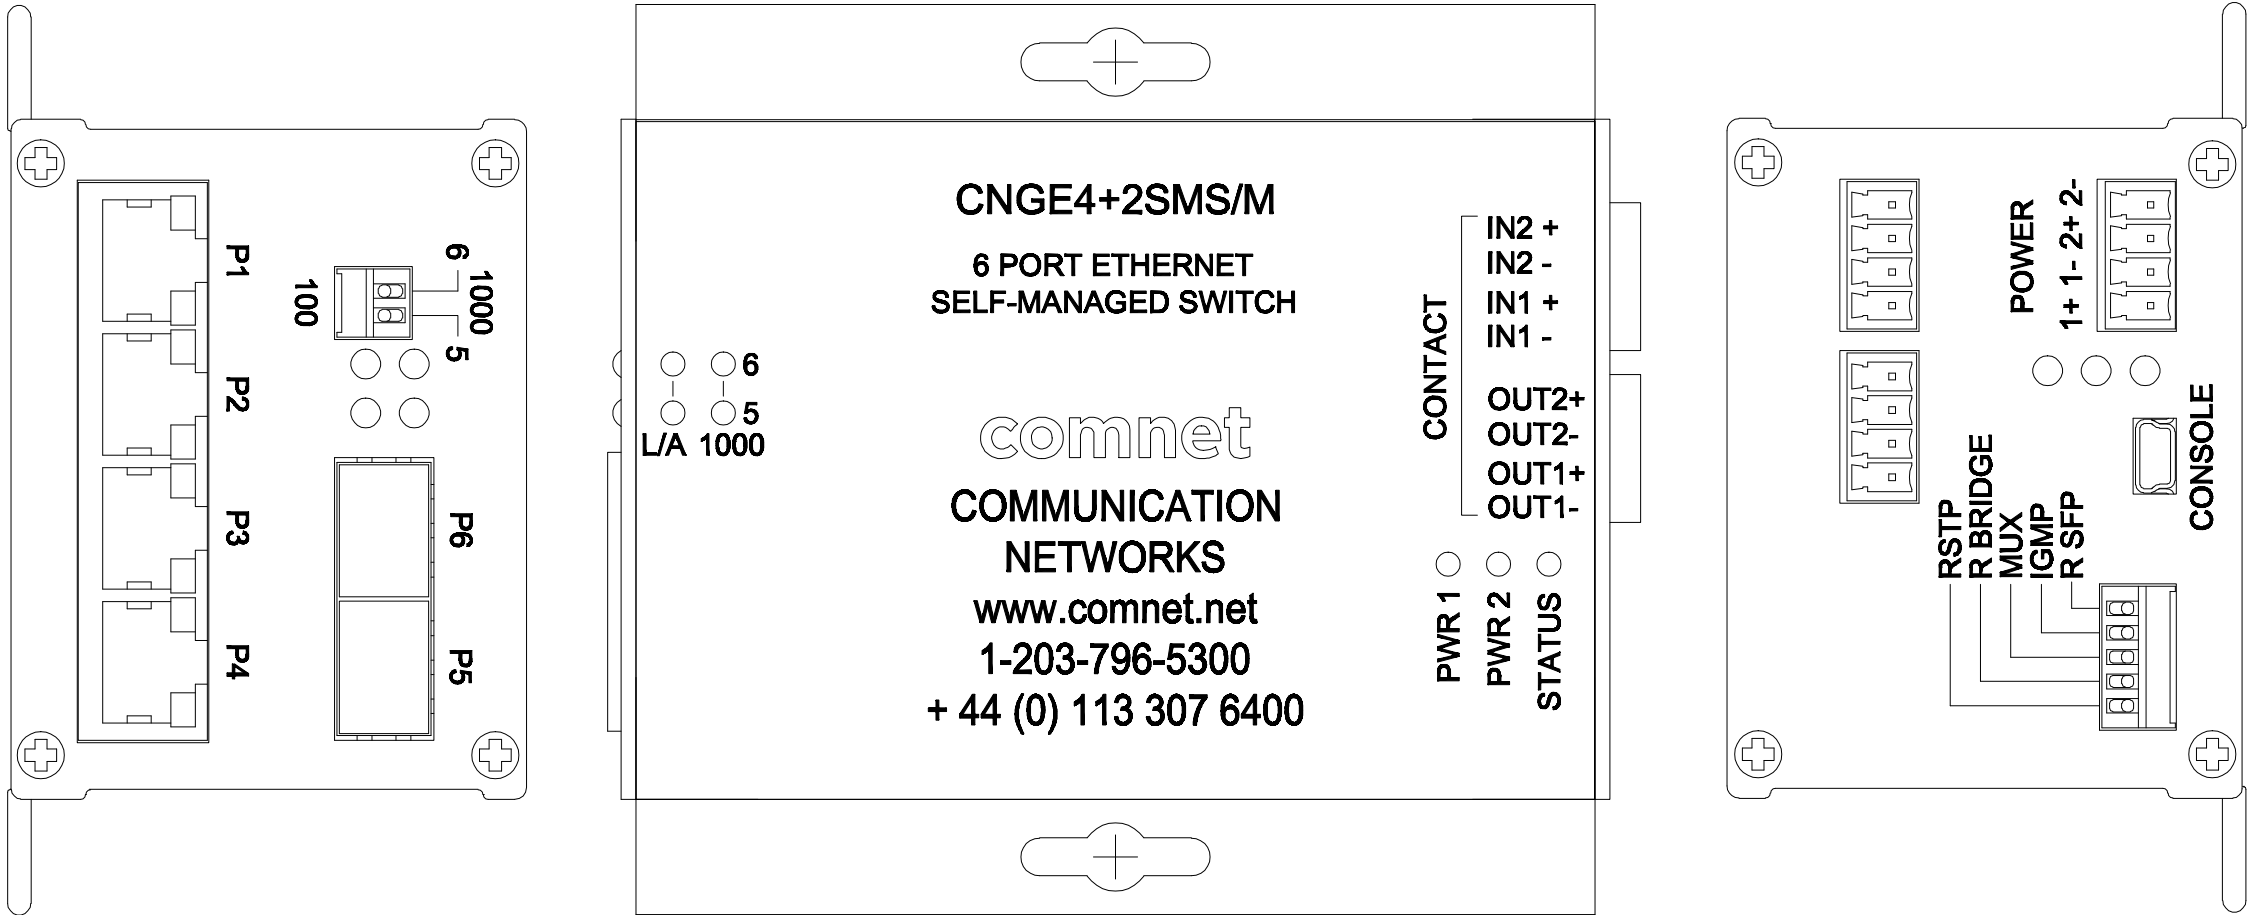 P1
P2
P3
P4
100
6
1000
5
P6
P5
CNGE4+2SMS/M
6 PORT ETHERNET
SELF-MANAGED SWITCH
6
5
L/A 1000
comnet
COMMUNICATION
NETWORKS
www.comnet.net
1-203-796-5300
+ 44 (0) 113 307 6400
CONTACT
IN2 +
IN2 -
IN1 +
IN1 -
OUT2+
OUT2-
OUT1+
OUT1-
PWR 1
PWR 2
STATUS
POWER
1+ 1- 2+ 2-
CONSOLE
RSTP
R BRIDGE
MUX
IGMP
R SFP